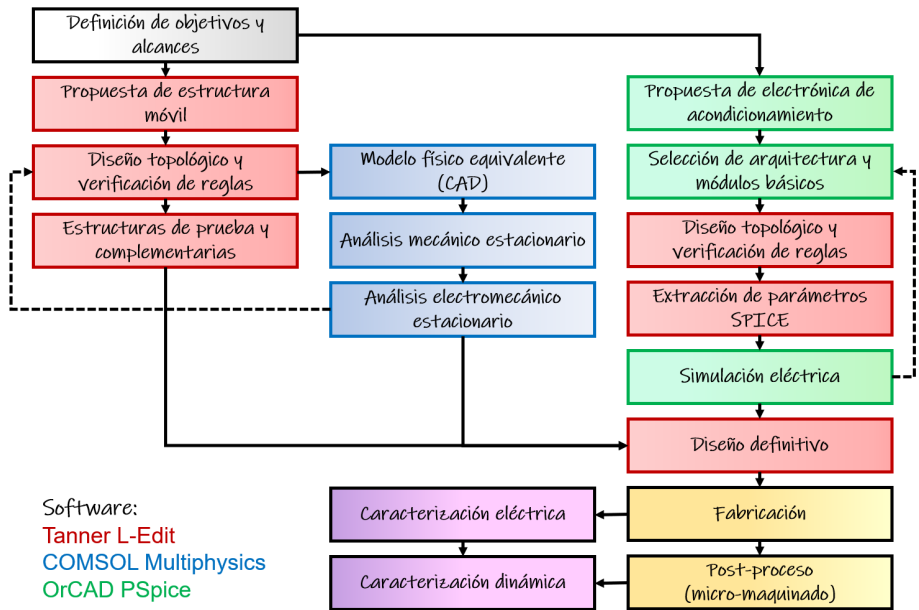 Definición de objetivos y
alcances
Propuesta de estructura
móvil
Propuesta de electrónica de
acondicionamiento
Diseño topológico y
verificación de reglas
Modelo físico equivalente
(CAD)
Selección de arquitectura y
módulos básicos
Estructuras de prueba y
complementarias
Análisis mecánico estacionario
Diseño topológico y
verificación de reglas
Análisis electromecánico
estacionario
Extracción de parámetros
SPICE
Simulación eléctrica
Diseño definitivo
Software:
Tanner L-Edit
COMSOL Multiphysics
OrCAD PSpice
Caracterización eléctrica
Fabricación
Caracterización dinámica
Post-proceso
(micro-maquinado)